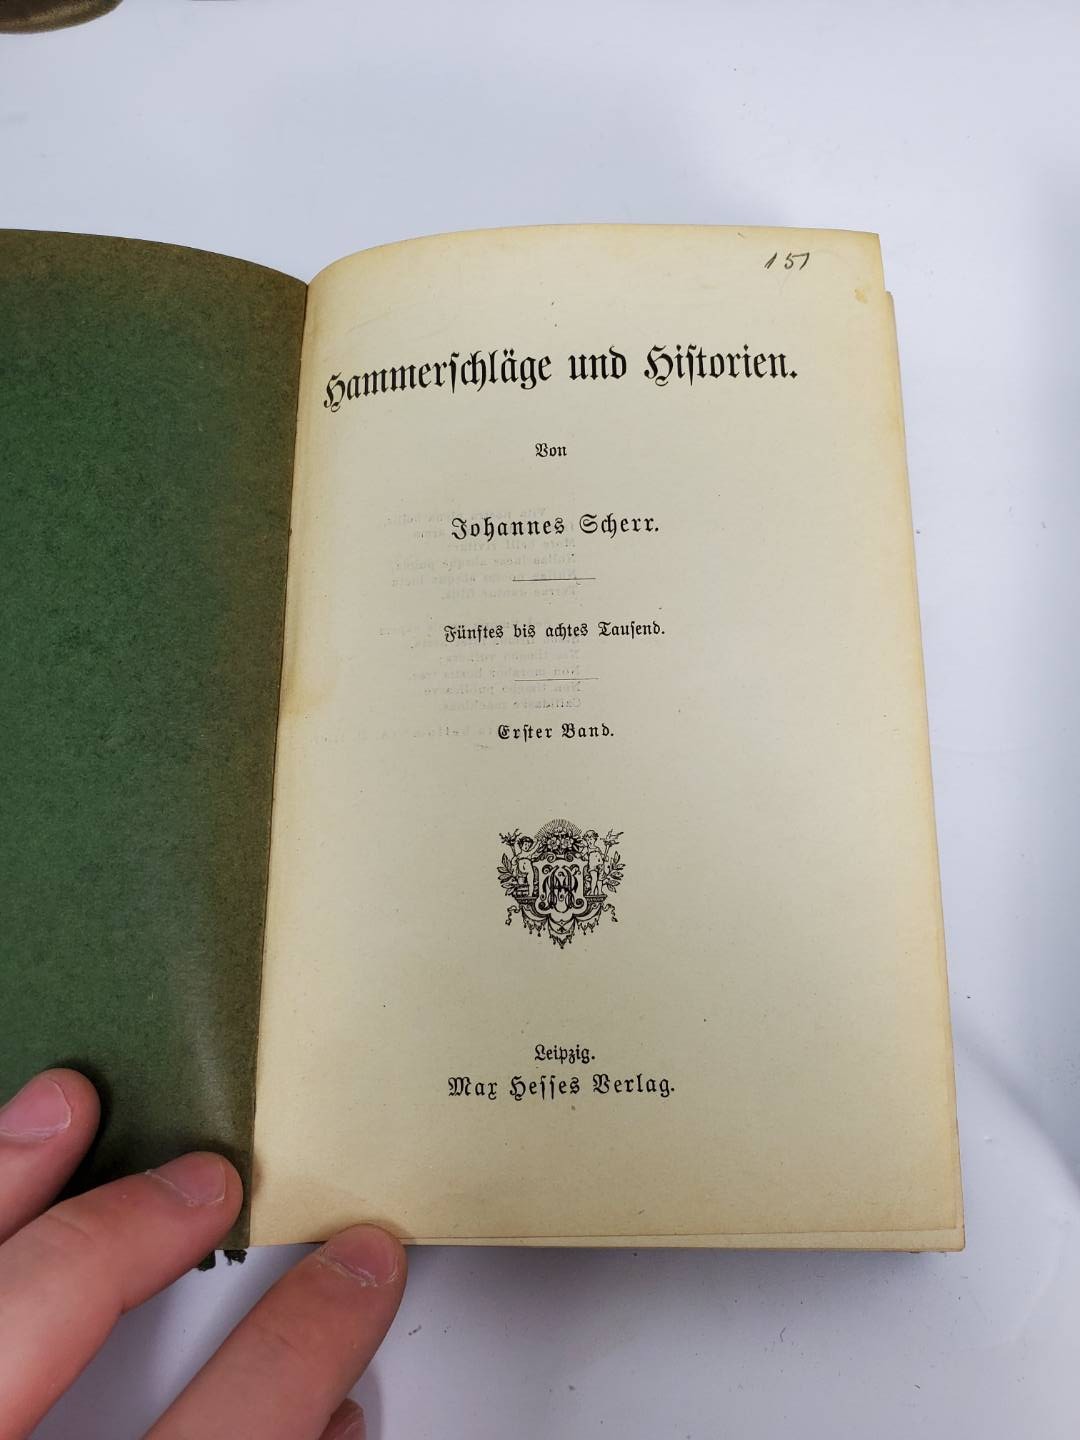 151
Hammerſchläge und Hiſtorien.
Von
Johannes Scherr.
Fünftes bis achtes Tauſend.
Erſter Band.
Leipzig.
Max Heſſes Verlag.